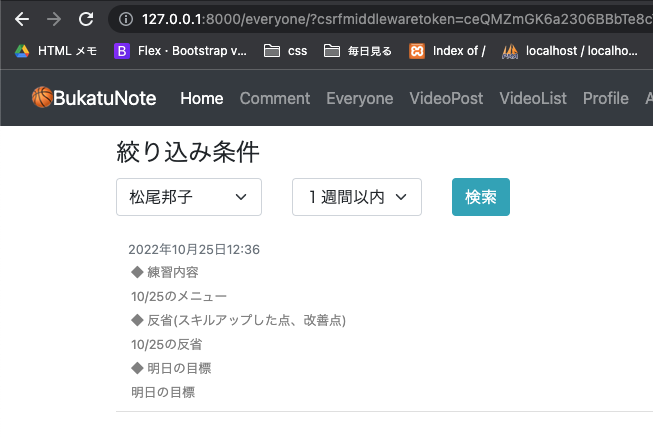 127.0.0.1:8000/everyone/?csrfmiddlewaretoken=ceQMZmGK6a2306BBbTe8c
HTML メモ Flex · Bootstrap v... css 毎日見る Index of / localhost / localho...
BukatuNote Home Comment Everyone VideoPost VideoList Profile A
絞り込み条件
松尾邦子 1 週間以内 検索
2022年10月25日12:36
◆ 練習内容
10/25のメニュー
◆ 反省(スキルアップした点、改善点)
10/25の反省
◆ 明日の目標
明日の目標